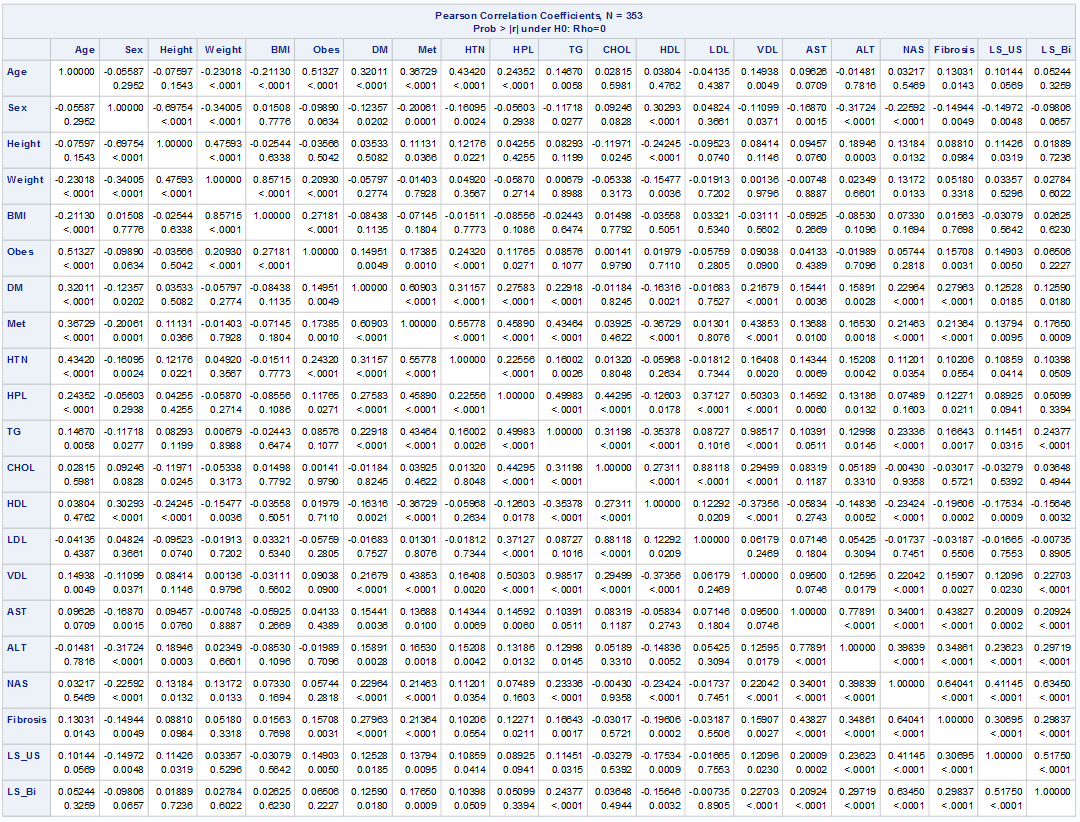 Pearson Correlation Coefficients, N = 353
Prob > |r| under H0: Rho=0
Age Sex Height Weight BMI Obes DM Met HTN HPL TG CHOL HDL LDL VDL AST ALT NAS Fibrosis LS_US LS_Bi
Age 1.00000 -0.05587 -0.07597 -0.23018 -0.21130 0.51327 0.32011 0.36729 0.43420 0.24352 0.14670 0.02815 0.03804 -0.04135 0.14938 0.09626 -0.01481 0.03217 0.13031 0.10144 0.05244
0.2952 0.1543 <.0001 <.0001 <.0001 <.0001 <.0001 <.0001 <.0001 0.0058 0.5981 0.4762 0.4387 0.0049 0.0709 0.7816 0.5469 0.0143 0.0569 0.3259
Sex -0.05587 1.00000 -0.69754 -0.34005 0.01508 -0.09890 -0.12357 -0.20061 -0.16095 -0.05603 -0.11718 0.09246 0.30293 0.04824 -0.11099 -0.16870 -0.31724 -0.22592 -0.14944 -0.14972 -0.09806
0.2952 <.0001 <.0001 0.7776 0.0634 0.0202 0.0001 0.0024 0.2938 0.0277 0.0828 <.0001 0.3661 0.0371 0.0015 <.0001 <.0001 0.0049 0.0048 0.0657
Height -0.07597 -0.69754 1.00000 0.47593 -0.02544 -0.03566 0.03533 0.11131 0.12176 0.04255 0.08293 -0.11971 -0.24245 -0.09523 0.08414 0.09457 0.18946 0.13184 0.08810 0.11426 0.01889
0.1543 <.0001 <.0001 0.6338 0.5042 0.5082 0.0366 0.0221 0.4255 0.1199 0.0245 <.0001 0.0740 0.1146 0.0760 0.0003 0.0132 0.0984 0.0319 0.7236
Weight -0.23018 -0.34005 0.47593 1.00000 0.85715 0.20930 -0.05797 -0.01403 0.04920 -0.05870 0.00679 -0.05338 -0.15477 -0.01913 0.00136 -0.00748 0.02349 0.13172 0.05180 0.03357 0.02784
<.0001 <.0001 <.0001 <.0001 <.0001 0.2774 0.7928 0.3567 0.2714 0.8988 0.3173 0.0036 0.7202 0.9796 0.8887 0.6601 0.0133 0.3318 0.5296 0.6022
BMI -0.21130 0.01508 -0.02544 0.85715 1.00000 0.27181 -0.08438 -0.07145 -0.01511 -0.08556 -0.02443 0.01498 -0.03558 0.03321 -0.03111 -0.05925 -0.08530 0.07330 0.01563 -0.03079 0.02625
<.0001 0.7776 0.6338 <.0001 <.0001 0.1135 0.1804 0.7773 0.1086 0.6474 0.7792 0.5051 0.5340 0.5602 0.2669 0.1096 0.1694 0.7698 0.5642 0.6230
Obes 0.51327 -0.09890 -0.03566 0.20930 0.27181 1.00000 0.14951 0.17385 0.24320 0.11765 0.08576 0.00141 0.01979 -0.05759 0.09038 0.04133 -0.01989 0.05744 0.15708 0.14903 0.06506
<.0001 0.0634 0.5042 <.0001 <.0001 0.0049 0.0010 <.0001 0.0271 0.1077 0.9790 0.7110 0.2805 0.0900 0.4389 0.7096 0.2818 0.0031 0.0050 0.2227
DM 0.32011 -0.12357 0.03533 -0.05797 -0.08438 0.14951 1.00000 0.60903 0.31157 0.27583 0.22918 -0.01184 -0.16316 -0.01683 0.21679 0.15441 0.15891 0.22964 0.27963 0.12528 0.12590
<.0001 0.0202 0.5082 0.2774 0.1135 0.0049 <.0001 <.0001 <.0001 <.0001 0.8245 0.0021 0.7527 <.0001 0.0036 0.0028 <.0001 <.0001 0.0185 0.0180
Met 0.36729 -0.20061 0.11131 -0.01403 -0.07145 0.17385 0.60903 1.00000 0.55778 0.45890 0.43464 0.03925 -0.36729 0.01301 0.43853 0.13688 0.16530 0.21463 0.21364 0.13794 0.17650
<.0001 0.0001 0.0366 0.7928 0.1804 0.0010 <.0001 <.0001 <.0001 <.0001 0.4622 <.0001 0.8076 <.0001 0.0100 0.0018 <.0001 <.0001 0.0095 0.0009
HTN 0.43420 -0.16095 0.12176 0.04920 -0.01511 0.24320 0.31157 0.55778 1.00000 0.22556 0.16002 0.01320 -0.05968 -0.01812 0.16408 0.14344 0.15208 0.11201 0.10206 0.10859 0.10398
<.0001 0.0024 0.0221 0.3567 0.7773 <.0001 <.0001 <.0001 <.0001 0.0026 0.8048 0.2634 0.7344 0.0020 0.0069 0.0042 0.0354 0.0554 0.0414 0.0509
HPL 0.24352 -0.05603 0.04255 -0.05870 -0.08556 0.11765 0.27583 0.45890 0.22556 1.00000 0.49983 0.44295 -0.12603 0.37127 0.50303 0.14592 0.13186 0.07489 0.12271 0.08925 0.05099
<.0001 0.2938 0.4255 0.2714 0.1086 0.0271 <.0001 <.0001 <.0001 <.0001 <.0001 0.0178 <.0001 <.0001 0.0060 0.0132 0.1603 0.0211 0.0941 0.3394
TG 0.14670 -0.11718 0.08293 0.00679 -0.02443 0.08576 0.22918 0.43464 0.16002 0.49983 1.00000 0.31198 -0.35378 0.08727 0.98517 0.10391 0.12998 0.23336 0.16643 0.11451 0.24377
0.0058 0.0277 0.1199 0.8988 0.6474 0.1077 <.0001 <.0001 0.0026 <.0001 <.0001 <.0001 0.1016 <.0001 0.0511 0.0145 <.0001 0.0017 0.0315 <.0001
CHOL 0.02815 0.09246 -0.11971 -0.05338 0.01498 0.00141 -0.01184 0.03925 0.01320 0.44295 0.31198 1.00000 0.27311 0.88118 0.29499 0.08319 0.05189 -0.00430 -0.03017 -0.03279 0.03648
0.5981 0.0828 0.0245 0.3173 0.7792 0.9790 0.8245 0.4622 0.8048 <.0001 <.0001 <.0001 <.0001 <.0001 0.1187 0.3310 0.9358 0.5721 0.5392 0.4944
HDL 0.03804 0.30293 -0.24245 -0.15477 -0.03558 0.01979 -0.16316 -0.36729 -0.05968 -0.12603 -0.35378 0.27311 1.00000 0.12292 -0.37356 -0.05834 -0.14836 -0.23424 -0.19606 -0.17534 -0.15646
0.4762 <.0001 <.0001 0.0036 0.5051 0.7110 0.0021 <.0001 0.2634 0.0178 <.0001 <.0001 0.0209 <.0001 0.2743 0.0052 <.0001 0.0002 0.0009 0.0032
LDL -0.04135 0.04824 -0.09523 -0.01913 0.03321 -0.05759 -0.01683 0.01301 -0.01812 0.37127 0.08727 0.88118 0.12292 1.00000 0.06179 0.07146 0.05425 -0.01737 -0.03187 -0.01665 -0.00735
0.4387 0.3661 0.0740 0.7202 0.5340 0.2805 0.7527 0.8076 0.7344 <.0001 0.1016 <.0001 0.0209 0.2469 0.1804 0.3094 0.7451 0.5506 0.7553 0.8905
VDL 0.14938 -0.11099 0.08414 0.00136 -0.03111 0.09038 0.21679 0.43853 0.16408 0.50303 0.98517 0.29499 -0.37356 0.06179 1.00000 0.09500 0.12595 0.22042 0.15907 0.12096 0.22703
0.0049 0.0371 0.1146 0.9796 0.5602 0.0900 <.0001 <.0001 0.0020 <.0001 <.0001 <.0001 <.0001 0.2469 0.0746 0.0179 <.0001 0.0027 0.0230 <.0001
AST 0.09626 -0.16870 0.09457 -0.00748 -0.05925 0.04133 0.15441 0.13688 0.14344 0.14592 0.10391 0.08319 -0.05834 0.07146 0.09500 1.00000 0.77891 0.34001 0.43827 0.20009 0.20924
0.0709 0.0015 0.0760 0.8887 0.2669 0.4389 0.0036 0.0100 0.0069 0.0060 0.0511 0.1187 0.2743 0.1804 0.0746 <.0001 <.0001 <.0001 0.0002 <.0001
ALT -0.01481 -0.31724 0.18946 0.02349 -0.08530 -0.01989 0.15891 0.16530 0.15208 0.13186 0.12998 0.05189 -0.14836 0.05425 0.12595 0.77891 1.00000 0.39839 0.34861 0.23623 0.29719
0.7816 <.0001 0.0003 0.6601 0.1096 0.7096 0.0028 0.0018 0.0042 0.0132 0.0145 0.3310 0.0052 0.3094 0.0179 <.0001 <.0001 <.0001 <.0001 <.0001
NAS 0.03217 -0.22592 0.13184 0.13172 0.07330 0.05744 0.22964 0.21463 0.11201 0.07489 0.23336 -0.00430 -0.23424 -0.01737 0.22042 0.34001 0.39839 1.00000 0.64041 0.41145 0.63450
0.5469 <.0001 0.0132 0.0133 0.1694 0.2818 <.0001 <.0001 0.0354 0.1603 <.0001 0.9358 <.0001 0.7451 <.0001 <.0001 <.0001 <.0001 <.0001 <.0001
Fibrosis 0.13031 -0.14944 0.08810 0.05180 0.01563 0.15708 0.27963 0.21364 0.10206 0.12271 0.16643 -0.03017 -0.19606 -0.03187 0.15907 0.43827 0.34861 0.64041 1.00000 0.30695 0.29837
0.0143 0.0049 0.0984 0.3318 0.7698 0.0031 <.0001 <.0001 0.0554 0.0211 0.0017 0.5721 0.0002 0.5506 0.0027 <.0001 <.0001 <.0001 <.0001 <.0001
LS_US 0.10144 -0.14972 0.11426 0.03357 -0.03079 0.14903 0.12528 0.13794 0.10859 0.08925 0.11451 -0.03279 -0.17534 -0.01665 0.12096 0.20009 0.23623 0.41145 0.30695 1.00000 0.51750
0.0569 0.0048 0.0319 0.5296 0.5642 0.0050 0.0185 0.0095 0.0414 0.0941 0.0315 0.5392 0.0009 0.7553 0.0230 0.0002 <.0001 <.0001 <.0001 <.0001
LS_Bi 0.05244 -0.09806 0.01889 0.02784 0.02625 0.06506 0.12590 0.17650 0.10398 0.05099 0.24377 0.03648 -0.15646 -0.00735 0.22703 0.20924 0.29719 0.63450 0.29837 0.51750 1.00000
0.3259 0.0657 0.7236 0.6022 0.6230 0.2227 0.0180 0.0009 0.0509 0.3394 <.0001 0.4944 0.0032 0.8905 <.0001 <.0001 <.0001 <.0001 <.0001 <.0001